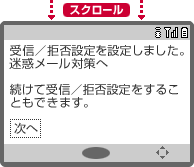 スクロール
受信／拒否設定を設定しました。
迷惑メール対策へ
続けて受信／拒否設定をするこ
ともできます。
次へ